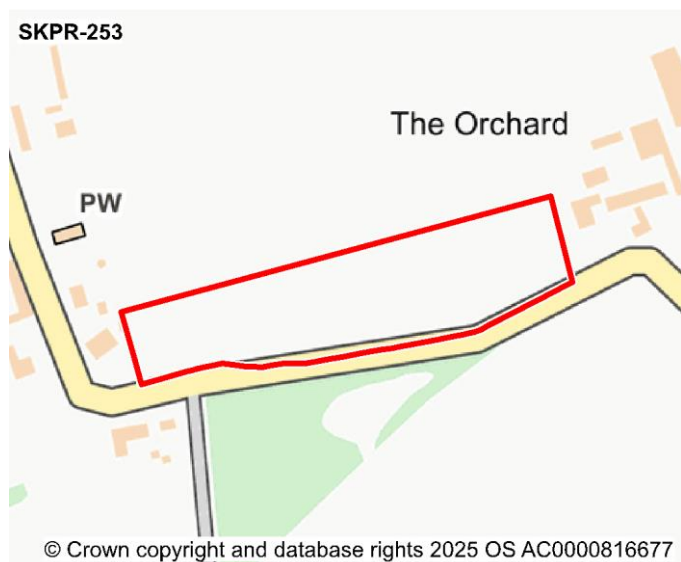 SKPR-253
The Orchard
PW
© Crown copyright and database rights 2025 OS AC0000816677